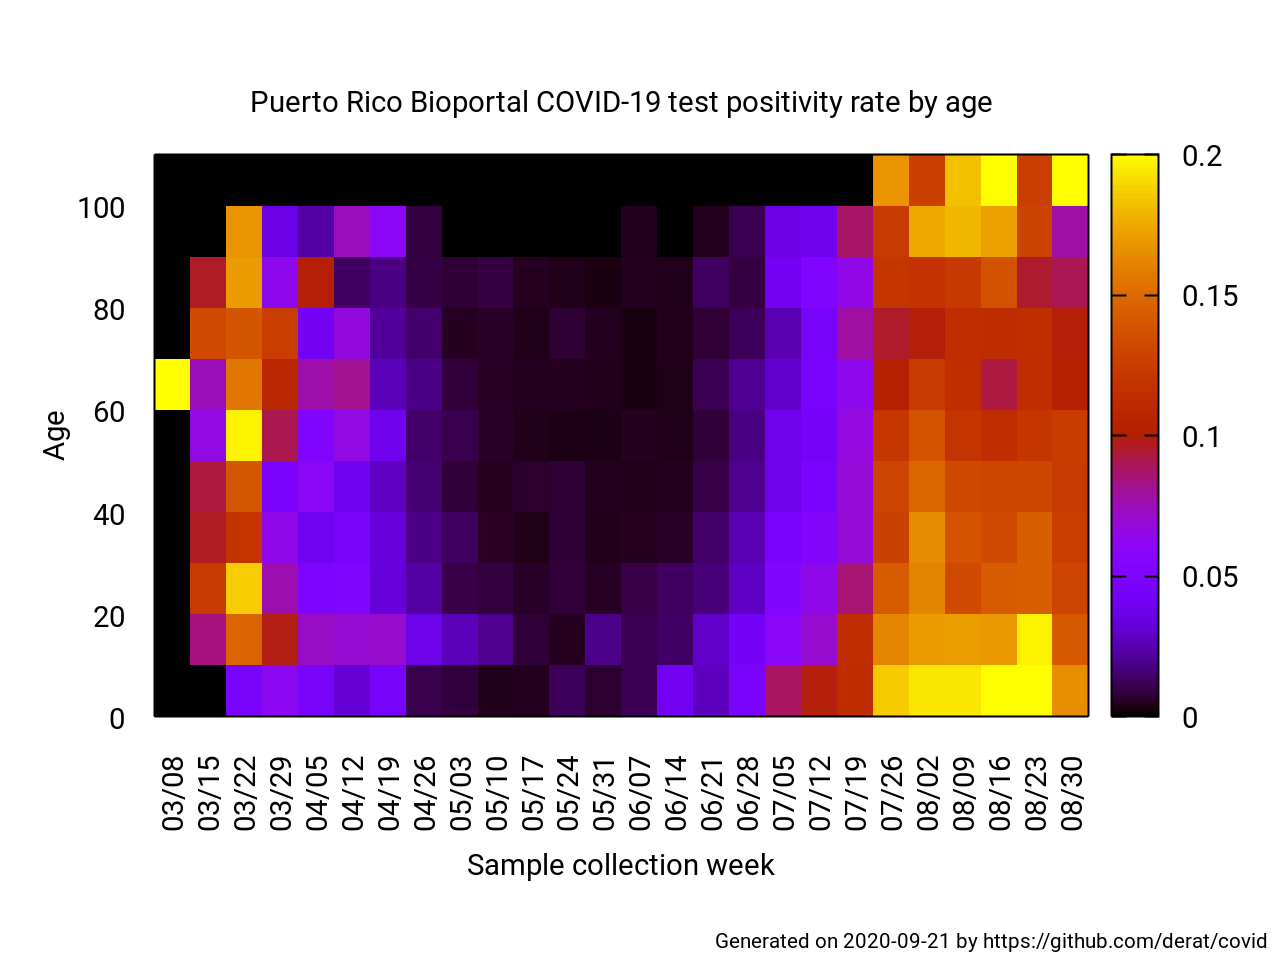 Puerto Rico Bioportal COVID-19 test positivity rate by age
Age
100
80
60
40
20
0
0.2
0.15
0.1
0.05
0
03/08 03/15 03/22 03/29 04/05 04/12 04/19 04/26 05/03 05/10 05/17 05/24 05/31 06/07 06/14 06/21 06/28 07/05 07/12 07/19 07/26 08/02 08/09 08/16 08/23 08/30
Sample collection week
Generated on 2020-09-21 by https://github.com/derat/covid